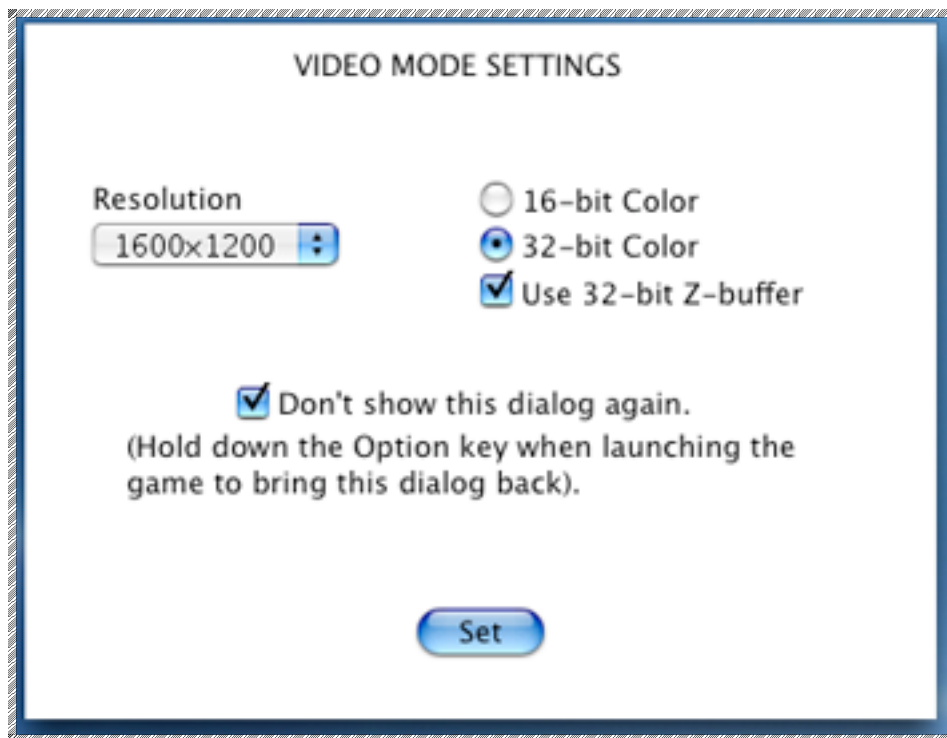 VIDEO MODE SETTINGS
Resolution
1600x1200
16-bit Color
32-bit Color
Use 32-bit Z-buffer
Don't show this dialog again.
(Hold down the Option key when launching the
game to bring this dialog back).
Set